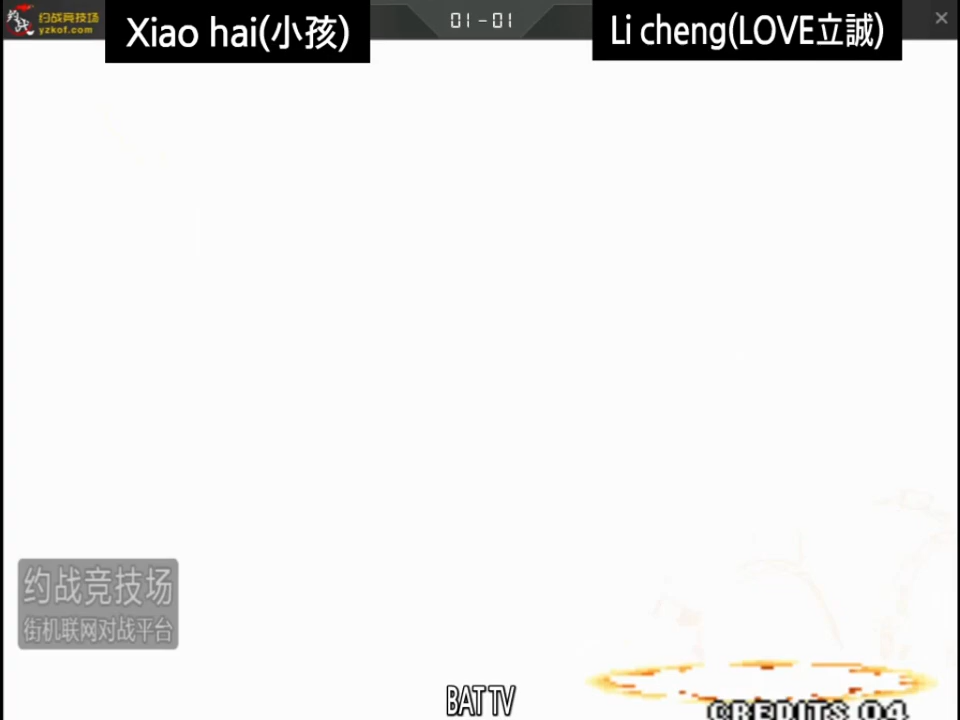 约战竞技场
yzkof.com
Xiao hai(小孩)
01-01
Li cheng(LOVE立誠)
约战竞技场
街机联网对战平台
BAT TV
CREDITS 04